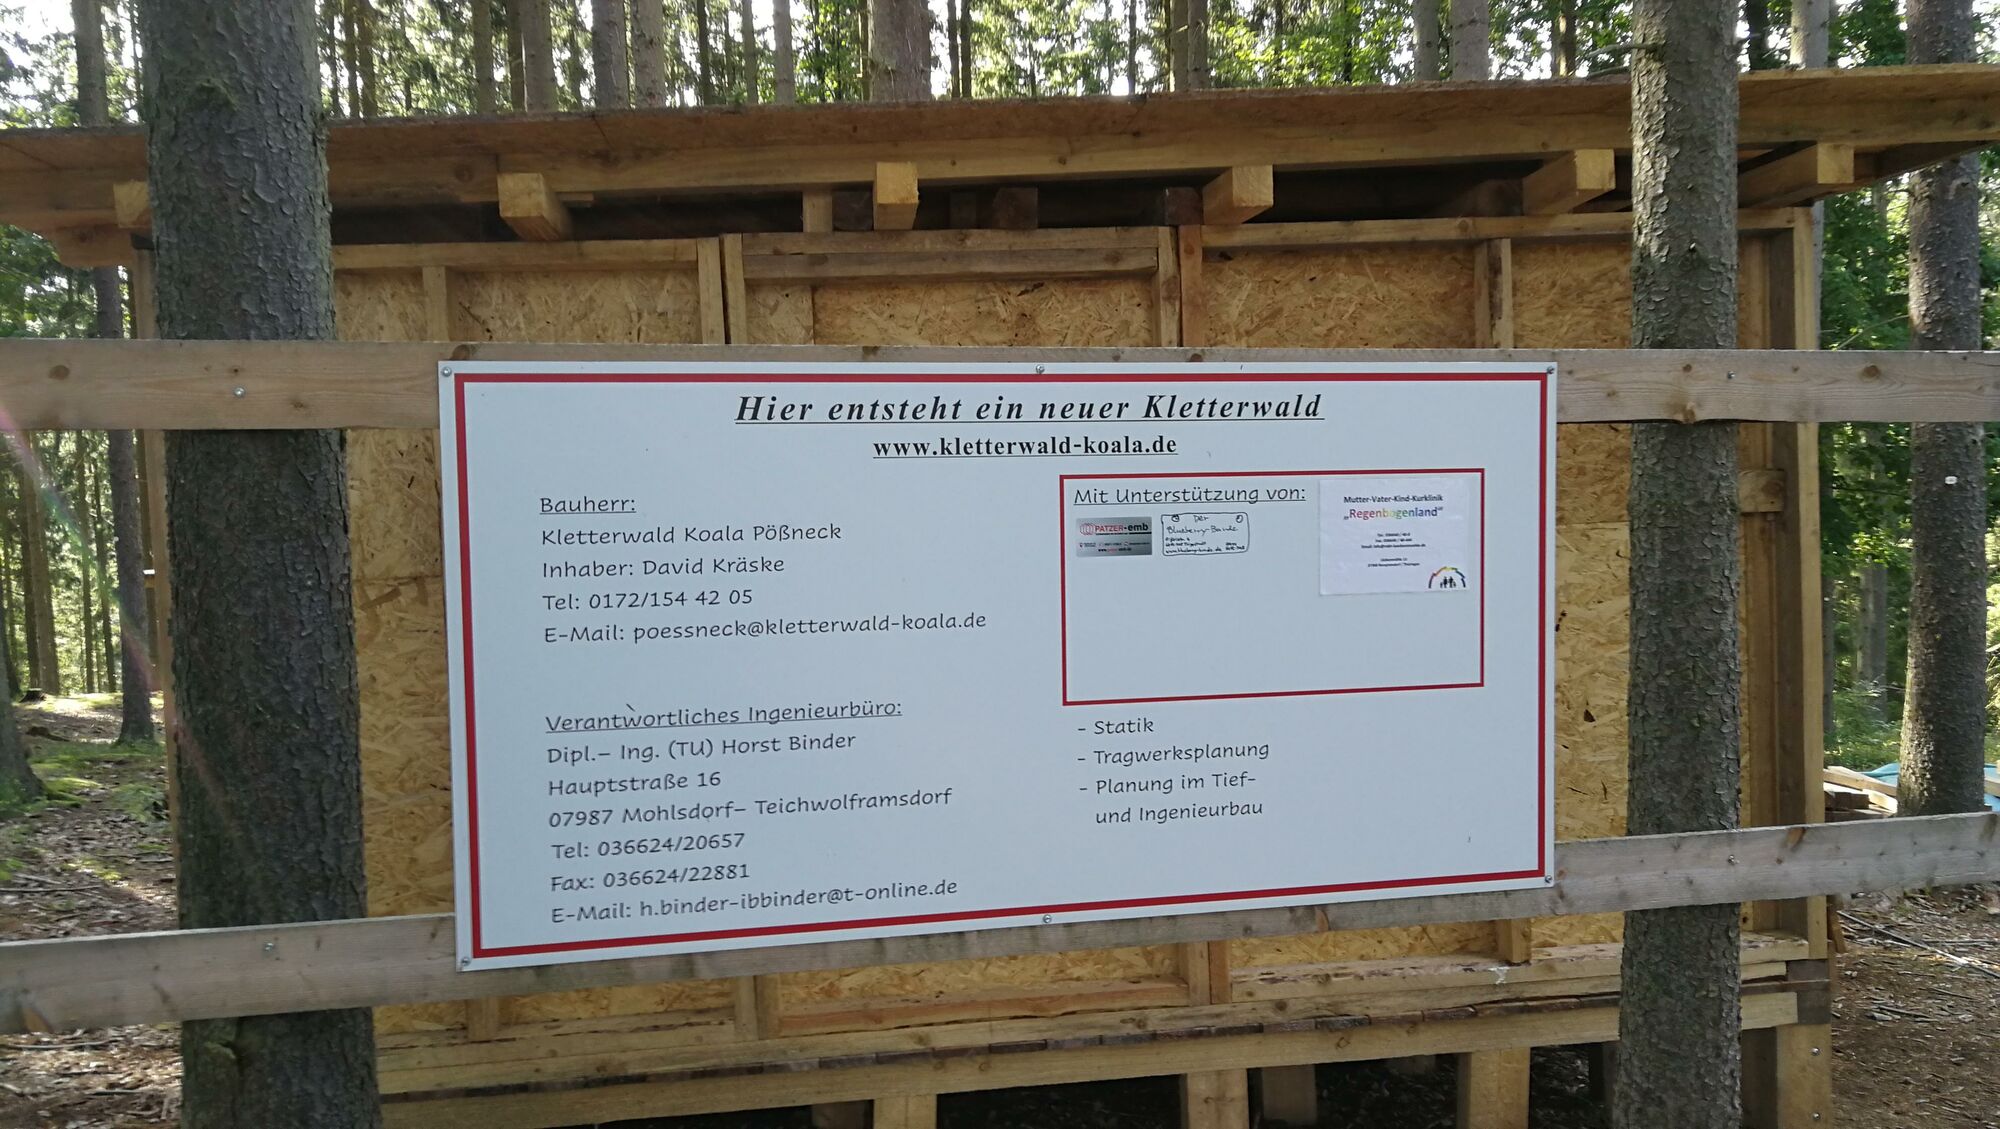 Hier entsteht ein neuer Kletterwald
www.kletterwald-koala.de
Bauherr:
Kletterwald Koala Pößneck
Inhaber: David Kräske
Tel: 0172/154 42 05
E-Mail: poessneck@kletterwald-koala.de
Verantwortliches Ingenieurbüro:
Dipl.– Ing. (TU) Horst Binder
Hauptstraße 16
07987 Mohlsdorf– Teichwolframsdorf
Tel: 036624/20657
Fax: 036624/22881
E-Mail: h.binder-ibbinder@t-online.de
Mit Unterstützung von:
PATZER-emb
Der
Blueberry-Bande
Mutter-Vater-Kind-Kurklinik
„Regenbogenland“
- Statik
- Tragwerksplanung
- Planung im Tief-
und Ingenieurbau